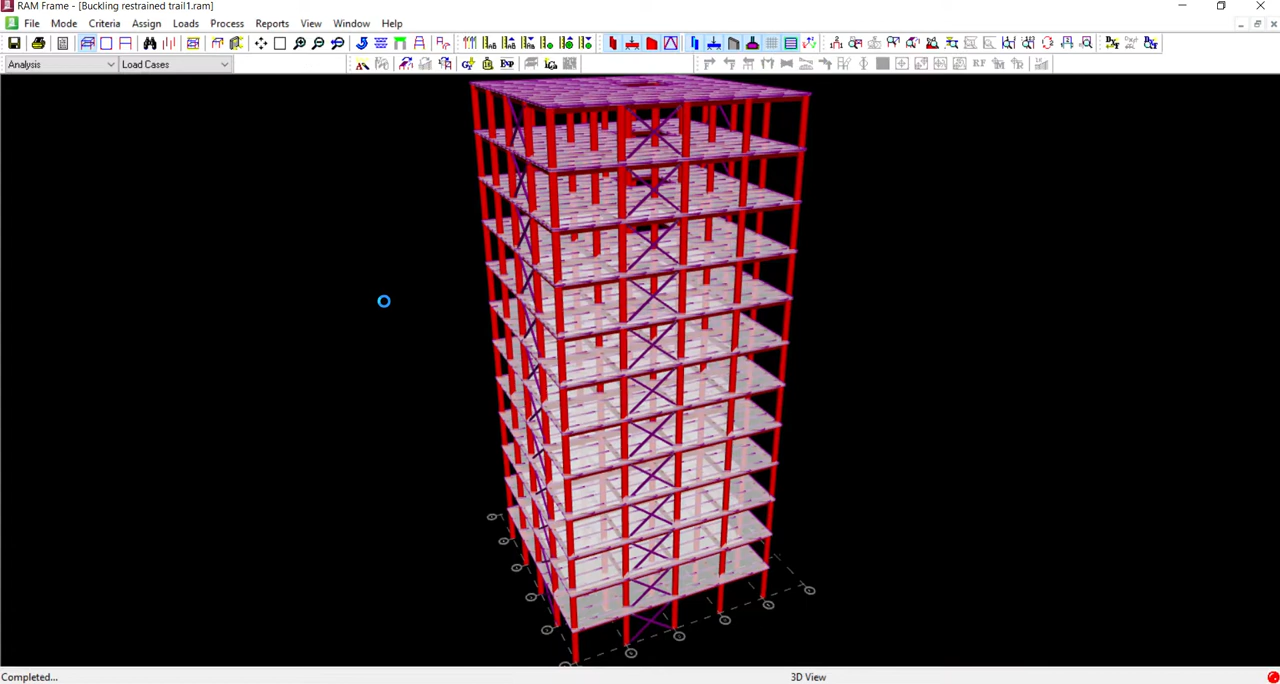 RAM Frame - [Buckling restrained trail1.ram]
File Mode Criteria Assign Loads Process Reports View Window Help
Analysis Load Cases
RF
Completed... 3D View